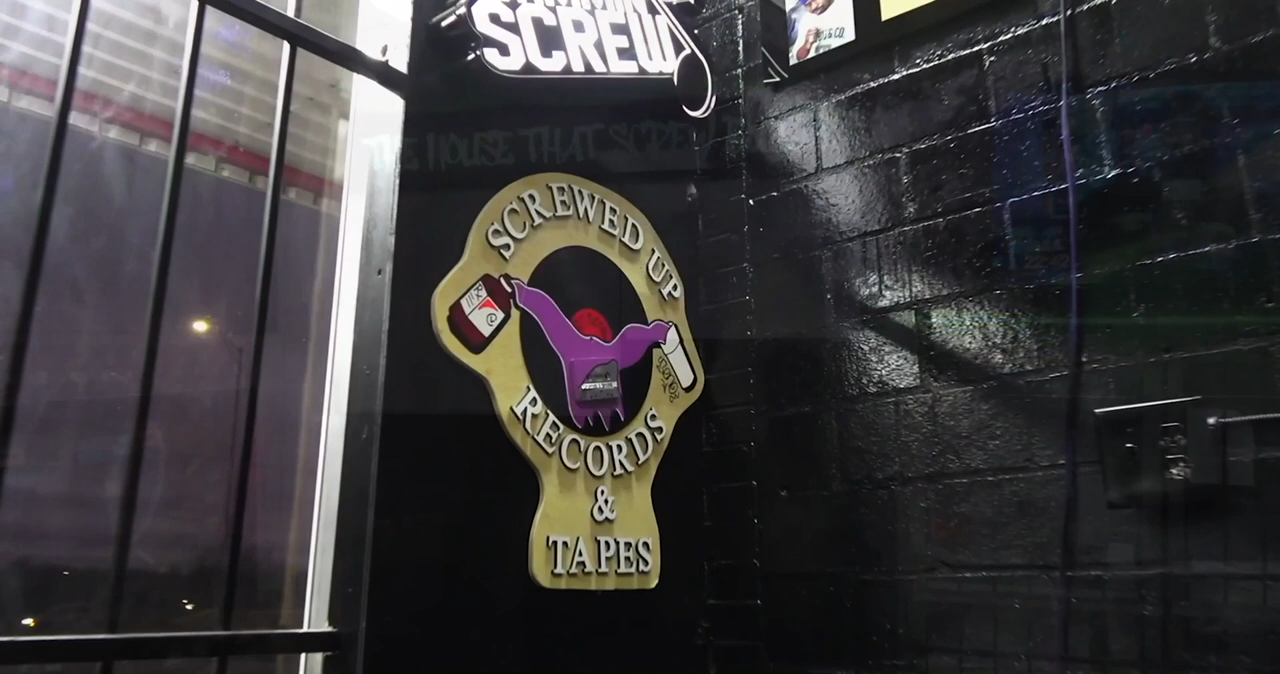 SCREW
THE HOUSE THAT SCREW
SCREWED UP
RECORDS
&
TAPES